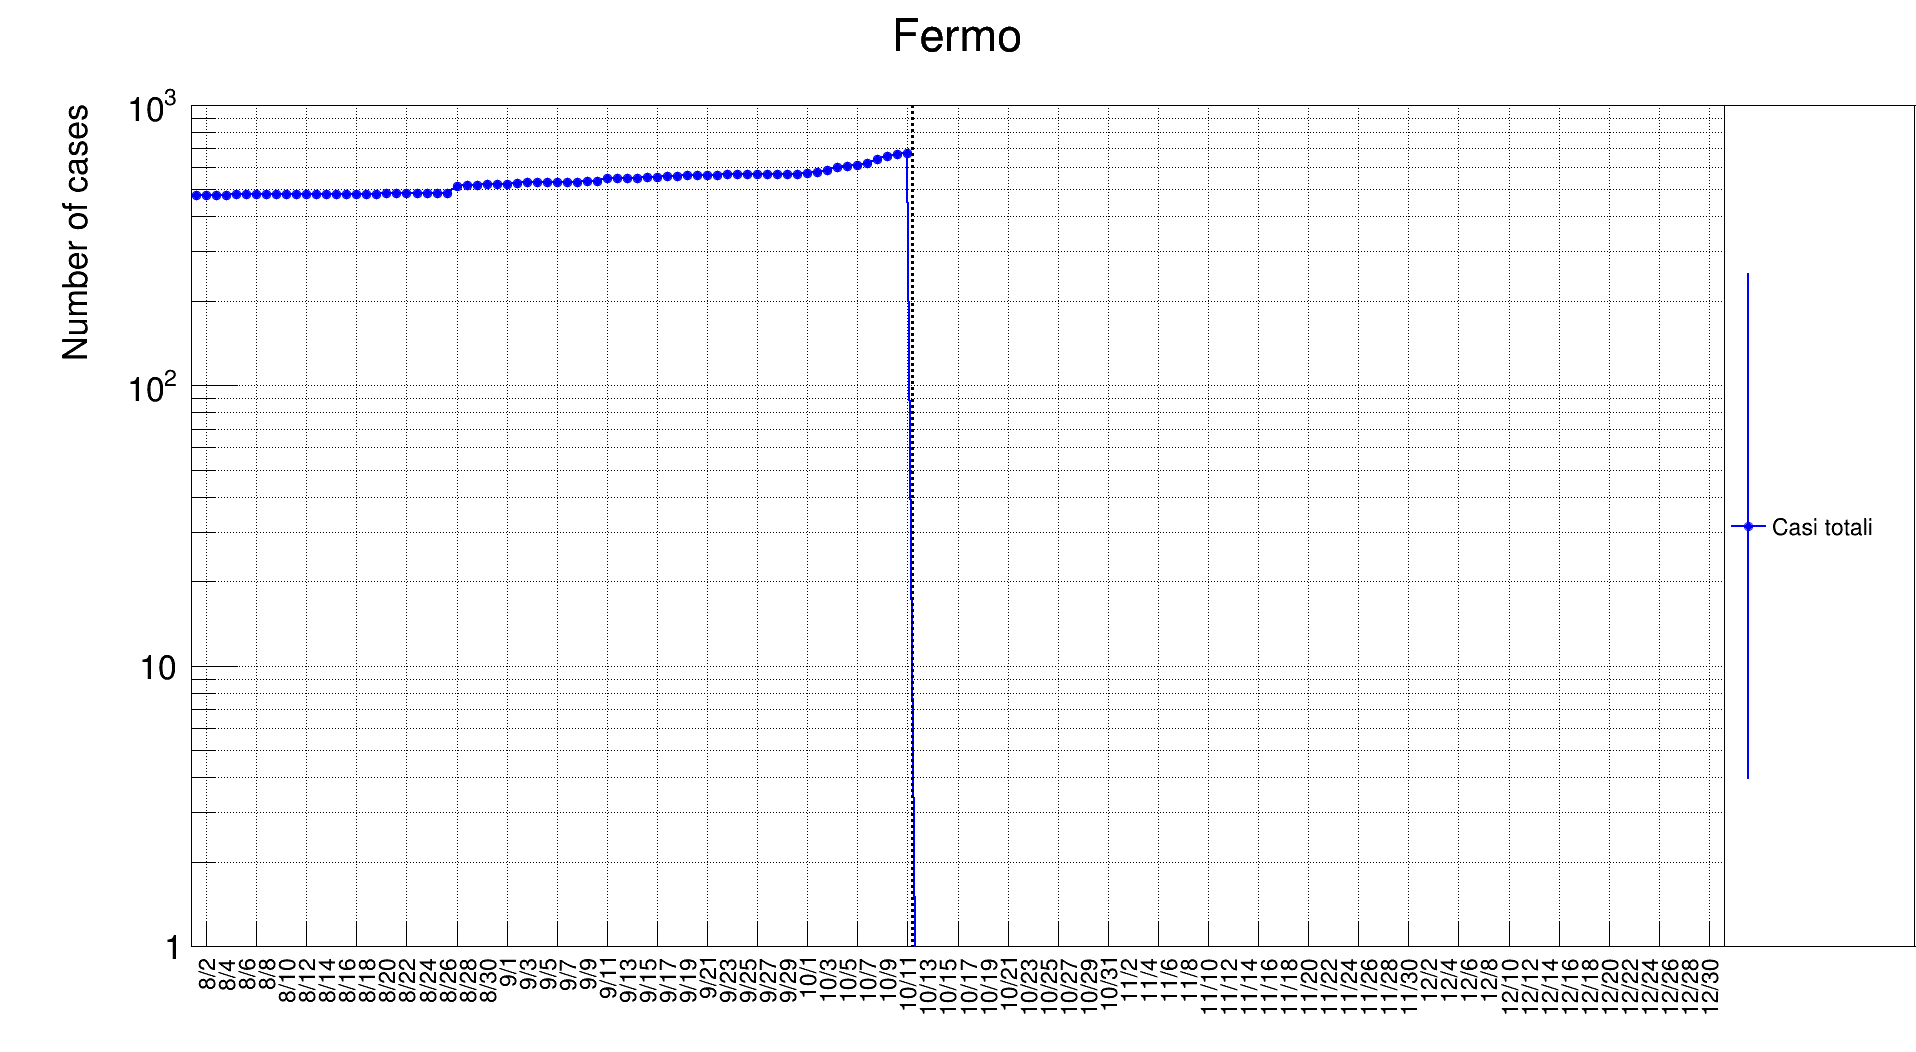 Fermo
Number of cases
10³
10²
10
1
8/2 8/4 8/6 8/8 8/10 8/12 8/14 8/16 8/18 8/20 8/22 8/24 8/26 8/28 8/30 9/1 9/3 9/5 9/7 9/9 9/11 9/13 9/15 9/17 9/19 9/21 9/23 9/25 9/27 9/29 10/1 10/3 10/5 10/7 10/9 10/11 10/13 10/15 10/17 10/19 10/21 10/23 10/25 10/27 10/29 10/31 11/2 11/4 11/6 11/8 11/10 11/12 11/14 11/16 11/18 11/20 11/22 11/24 11/26 11/28 11/30 12/2 12/4 12/6 12/8 12/10 12/12 12/14 12/16 12/18 12/20 12/22 12/24 12/26 12/28 12/30
Casi totali